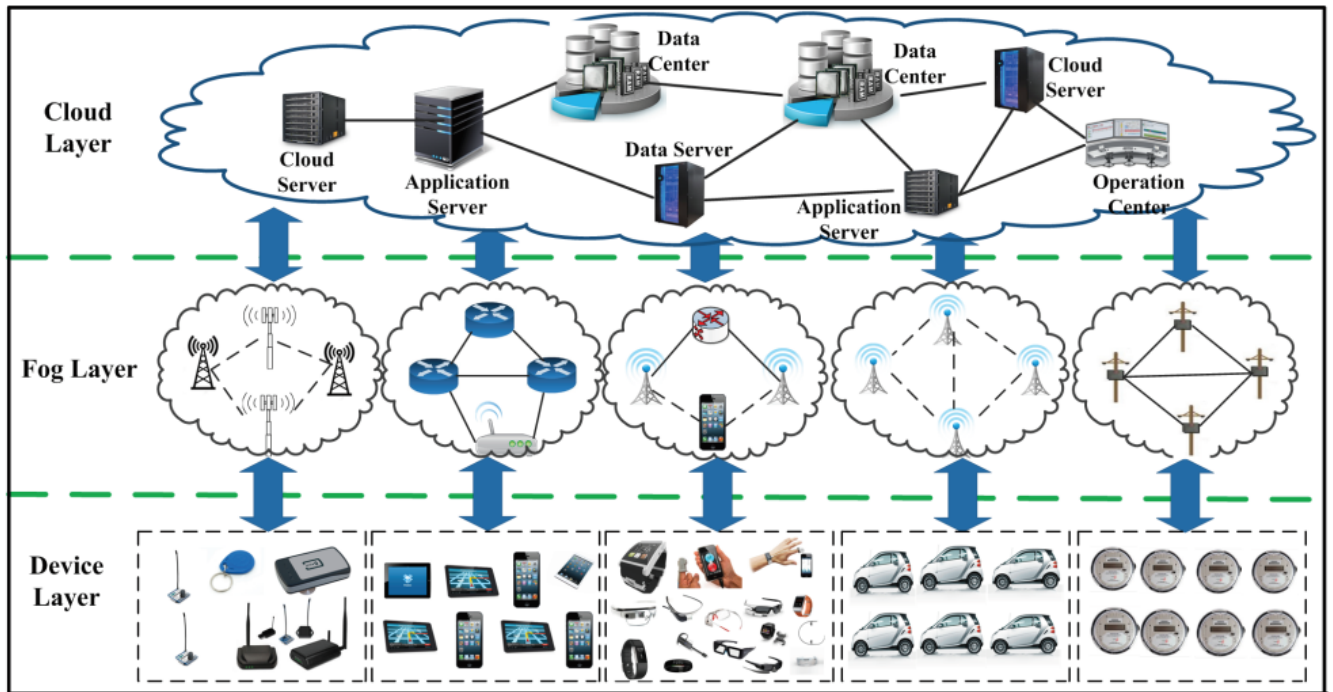 Cloud
Layer
Data
Center
Data
Center
Cloud
Server
Cloud
Server
Application
Server
Data Server
Application
Server
Operation
Center
Fog Layer
Device
Layer